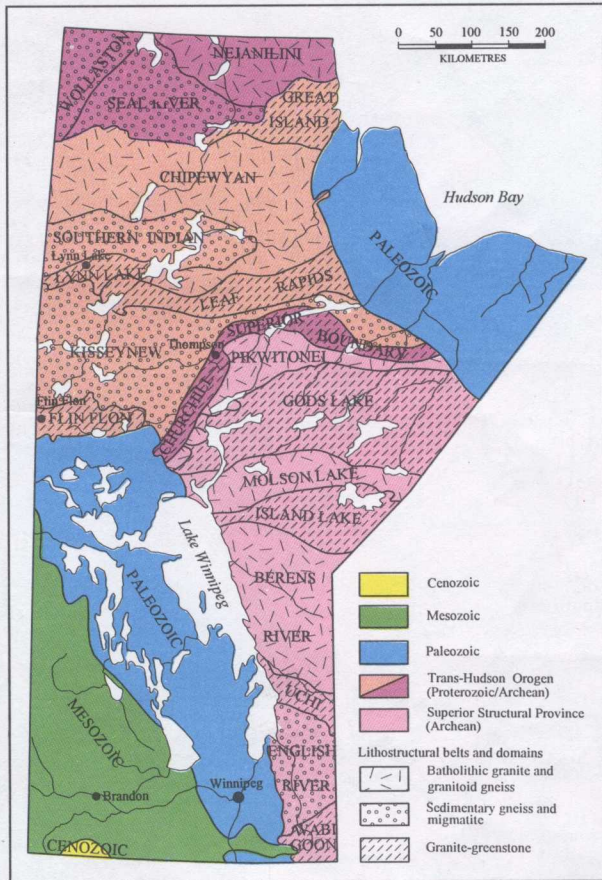 0 50 100 150 200
KILOMETRES
WOLLASTON
NEJANILINI
SEAL RIVER
GREAT
ISLAND
CHIPEWYAN
Hudson Bay
PALEOZOIC
SOUTHERN INDIAN
Lynn Lake
LYNN LAKE
LEAF RAPIDS
SUPERIOR
BOUNDARY
Thompson
PIKWITONEI
KISSEYNEW
CHURCHILL
GODS LAKE
Flin Flon
FLIN FLON
MOLSON LAKE
ISLAND LAKE
Lake Winnipeg
PALEOZOIC
BERENS
RIVER
UCHI
MESOZOIC
ENGLISH
RIVER
Winnipeg
Brandon
WABI
GOON
CENOZOIC
Cenozoic
Mesozoic
Paleozoic
Trans-Hudson Orogen
(Proterozoic/Archean)
Superior Structural Province
(Archean)
Lithostructural belts and domains
Batholithic granite and
granitoid gneiss
Sedimentary gneiss and
migmatite
Granite-greenstone